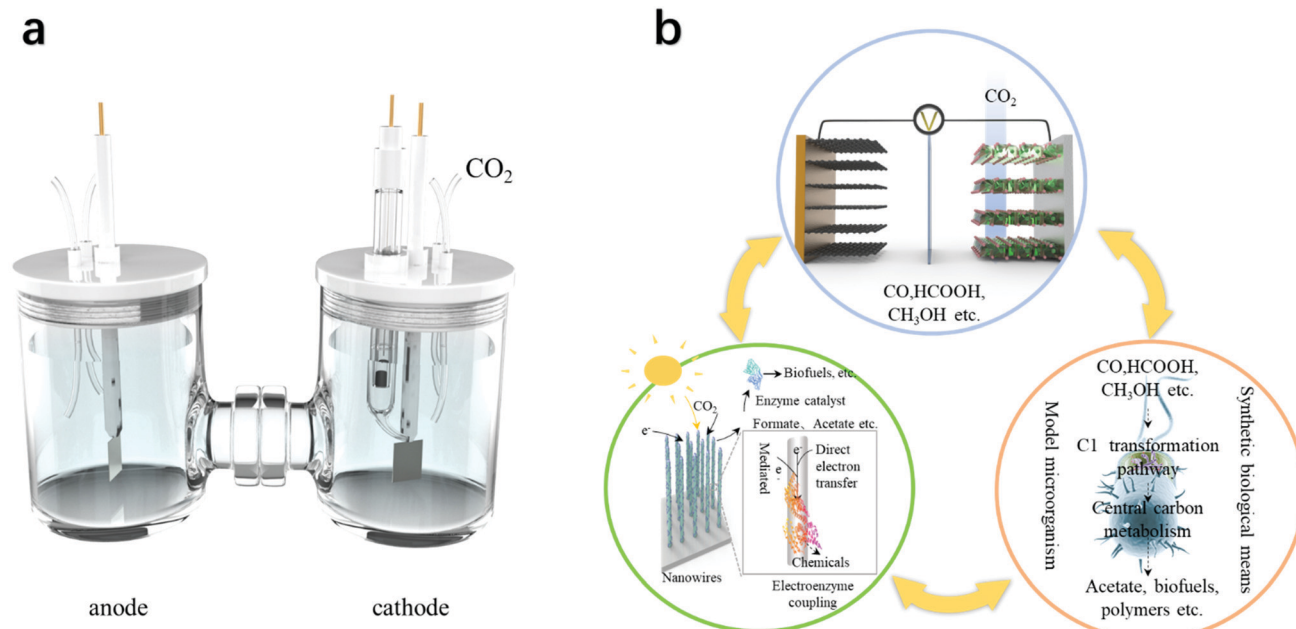 a
CO₂
anode
cathode
b
CO₂
V
CO,HCOOH,
CH₃OH etc.
Biofuels, etc.
Enzyme catalyst
CO₂
e⁻
Formate、Acetate etc.
Mediated
e⁻
e⁻
Direct
electron
transfer
Chemicals
Nanowires
Electroenzyme
coupling
CO,HCOOH,
CH₃OH etc.
Model microorganism
C1 transformation
pathway
Central carbon
metabolism
Synthetic biological means
Acetate, biofuels,
polymers etc.